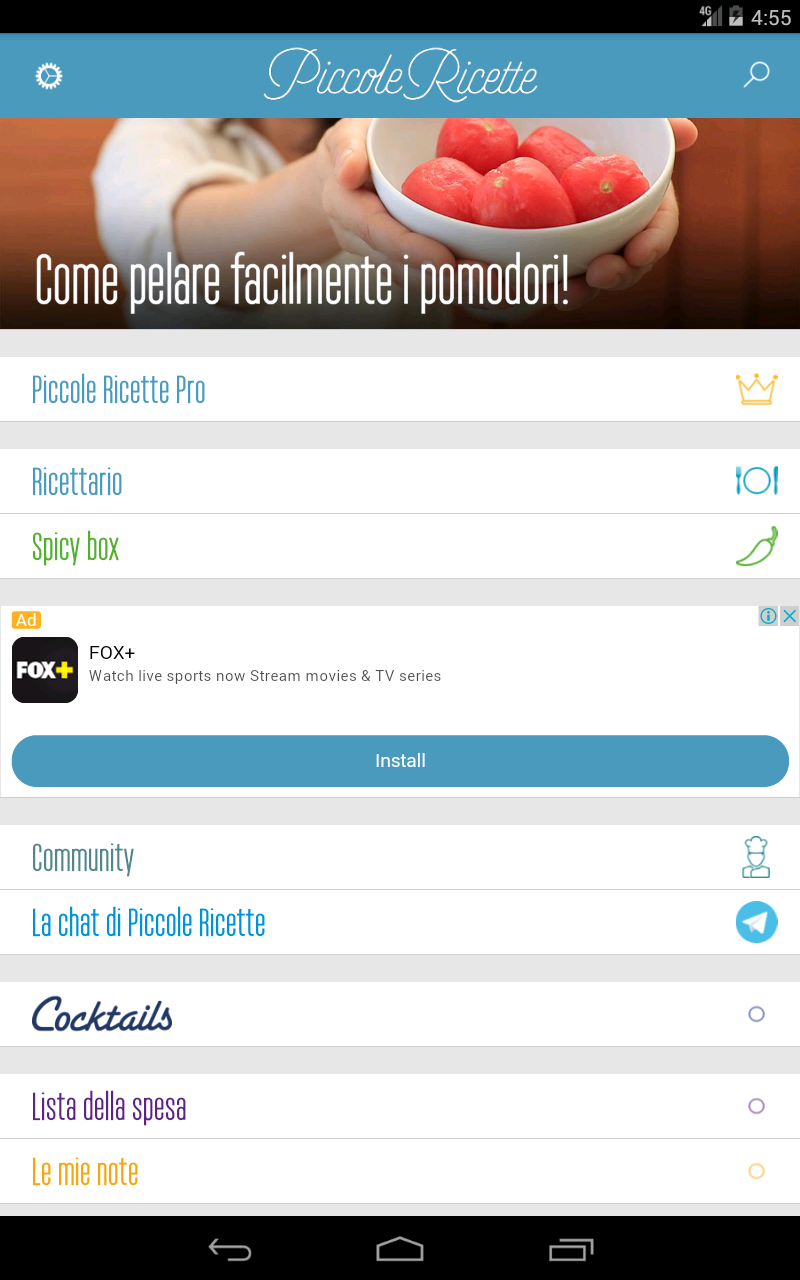 4G 4:55
Piccole Ricette
Come pelare facilmente i pomodori!
Piccole Ricette Pro
Ricettario
Spicy box
Ad
FOX+
FOX+
Watch live sports now Stream movies & TV series
Install
Community
La chat di Piccole Ricette
Cocktails
Lista della spesa
Le mie note